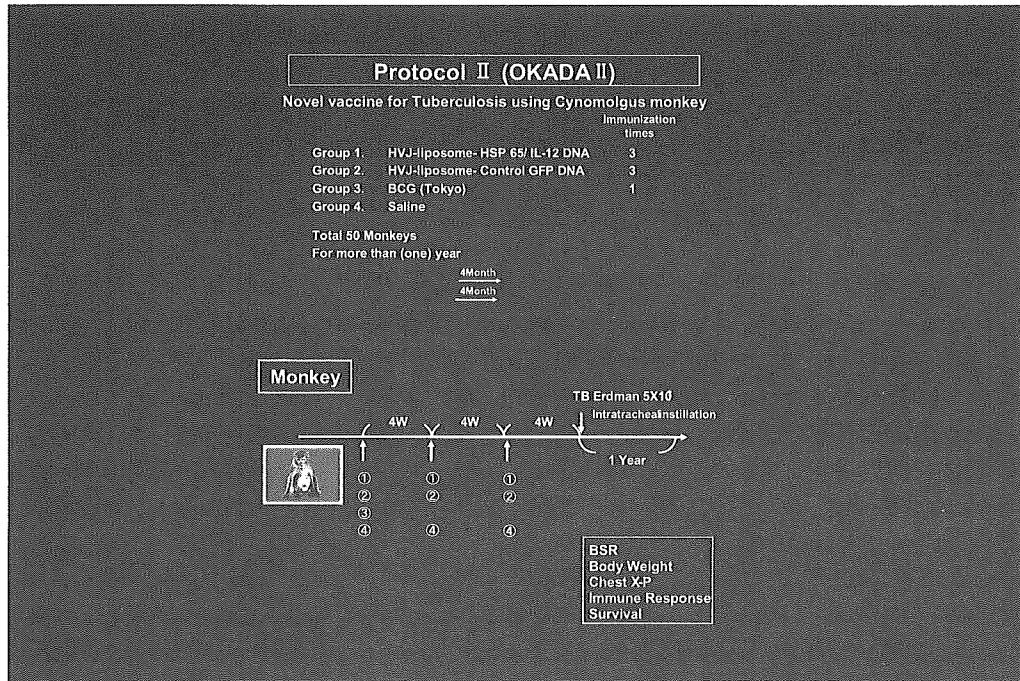 Protocol Ⅱ (OKADA Ⅱ)
Novel vaccine for Tuberculosis using Cynomolgus monkey
Immunization
times
Group 1. HVJ-liposome- HSP 65/ IL-12 DNA 3
Group 2. HVJ-liposome- Control GFP DNA 3
Group 3. BCG (Tokyo) 1
Group 4. Saline
Total 50 Monkeys
For more than (one) year
4Month
4Month
Monkey
TB Erdman 5X10
Intratrachealinstillation
4W 4W 4W
1 Year
① ① ①
② ② ②
③
④ ④ ④
BSR
Body Weight
Chest X-P
Immune Response
Survival